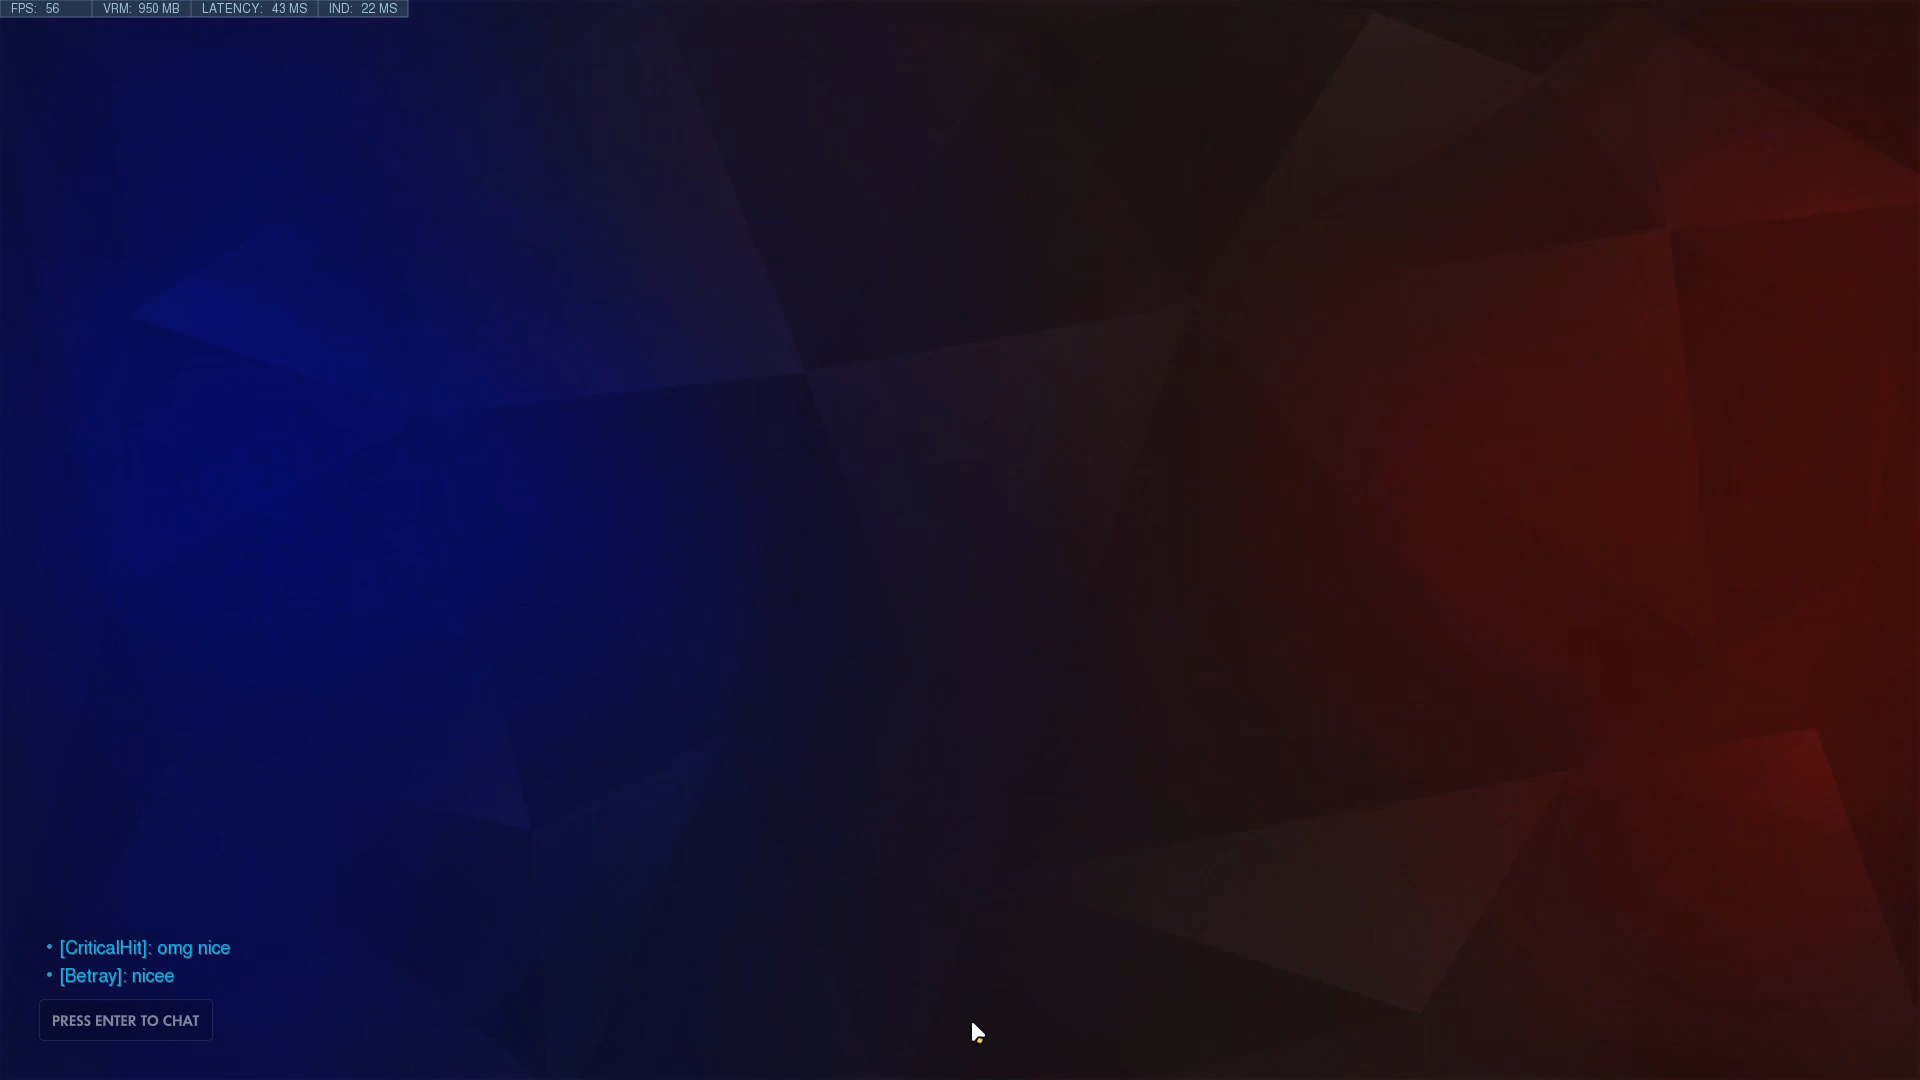 FPS: 56 VRM: 950 MB LATENCY: 43 MS IND: 22 MS
• [CriticalHit]: omg nice
• [Betray]: nicee
PRESS ENTER TO CHAT